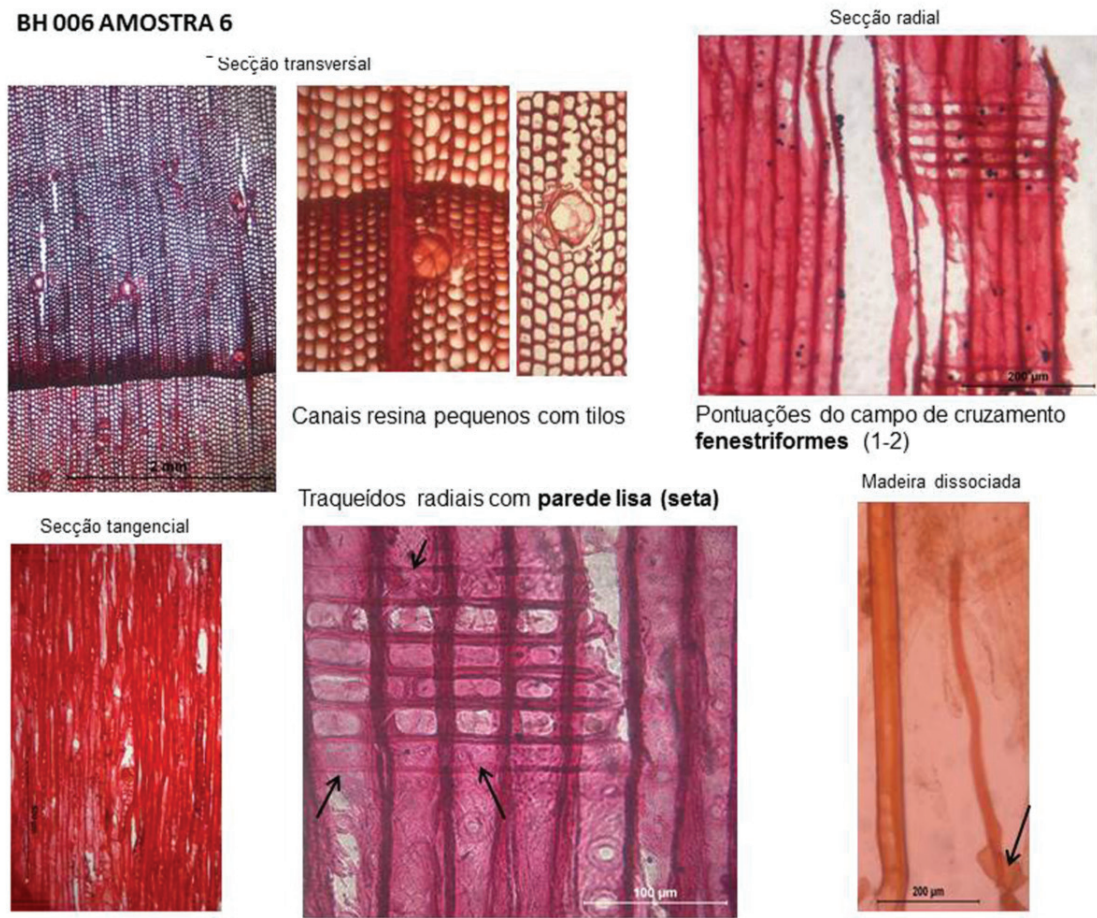 BH 006 AMOSTRA 6
Secção transversal
Secção radial
2 mm
200 µm
Canais resina pequenos com tilos
Pontuações do campo de cruzamento
fenestriformes (1-2)
Secção tangencial
Traqueídos radiais com parede lisa (seta)
Madeira dissociada
100 µm
200 µm